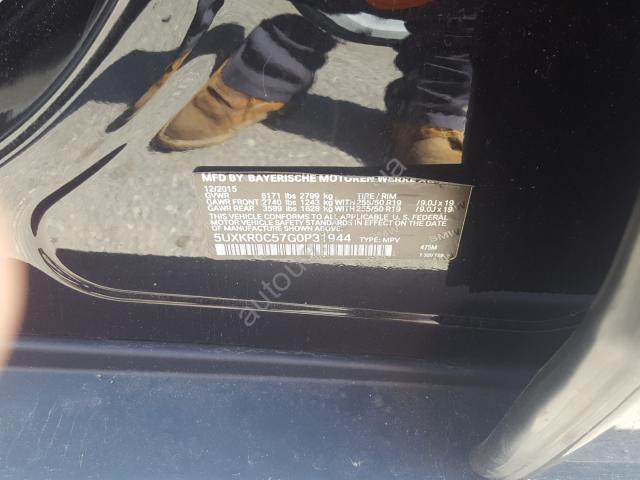 MFD BY BAYERISCHE MOTOREN WERKE
12/2015
GVWR 6171 lbs 2799 kg TIRE / RIM
GAWR FRONT 2740 lbs 1243 kg WITH 255/50 R19 /9.0J x 19
GAWR REAR 3589 lbs 1628 kg WITH 255/50 R19 /9.0J x 19
THIS VEHICLE CONFORMS TO ALL APPLICABLE U. S. FEDERAL
MOTOR VEHICLE SAFETY STANDARDS IN EFFECT ON THE DATE OF
MANUFACTURE SHOWN ABOVE.
5UXKR0C57G0P31944 TYPE: MPV
475M
BMW